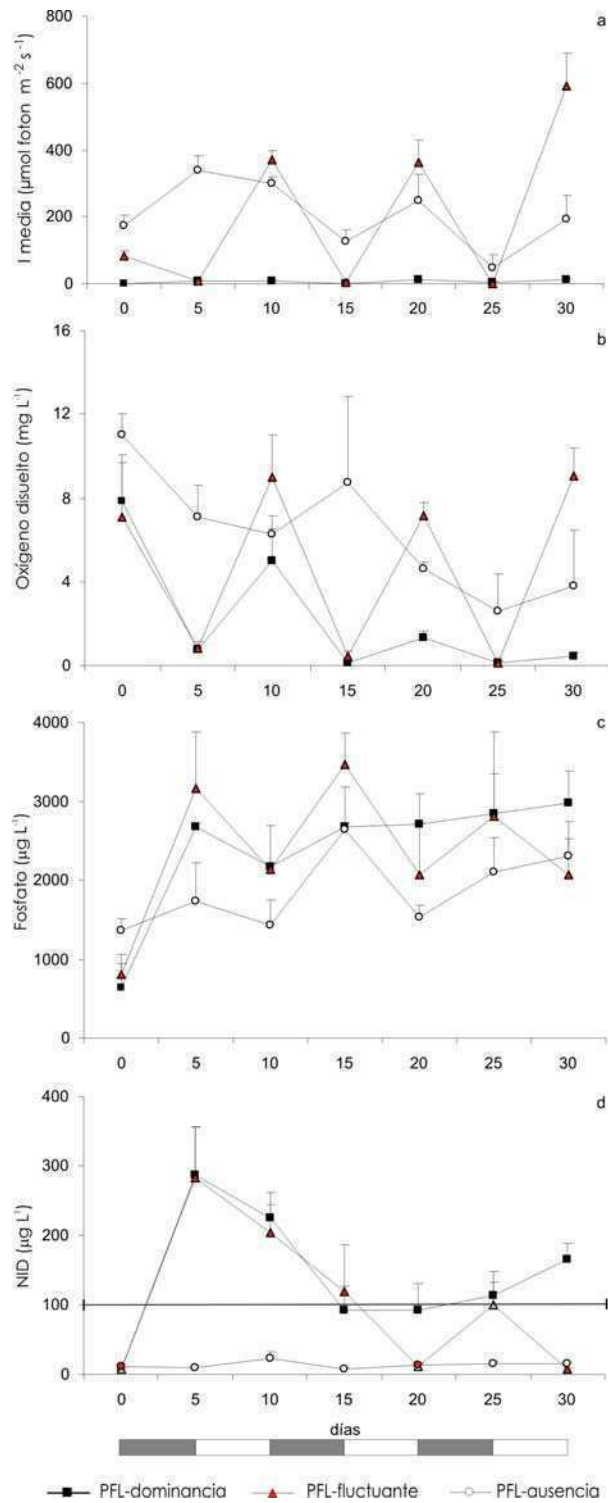 a
800
600
400
200
0
I media (µmol foton m⁻² s⁻¹)
0 5 10 15 20 25 30
b
16
12
8
4
0
Oxígeno disuelto (mg L⁻¹)
0 5 10 15 20 25 30
c
4000
3000
2000
1000
0
Fosfato (µg L⁻¹)
0 5 10 15 20 25 30
d
400
300
200
100
0
NID (µg L⁻¹)
0 5 10 15 20 25 30
días
PFL-dominancia PFL-fluctuante PFL-ausencia